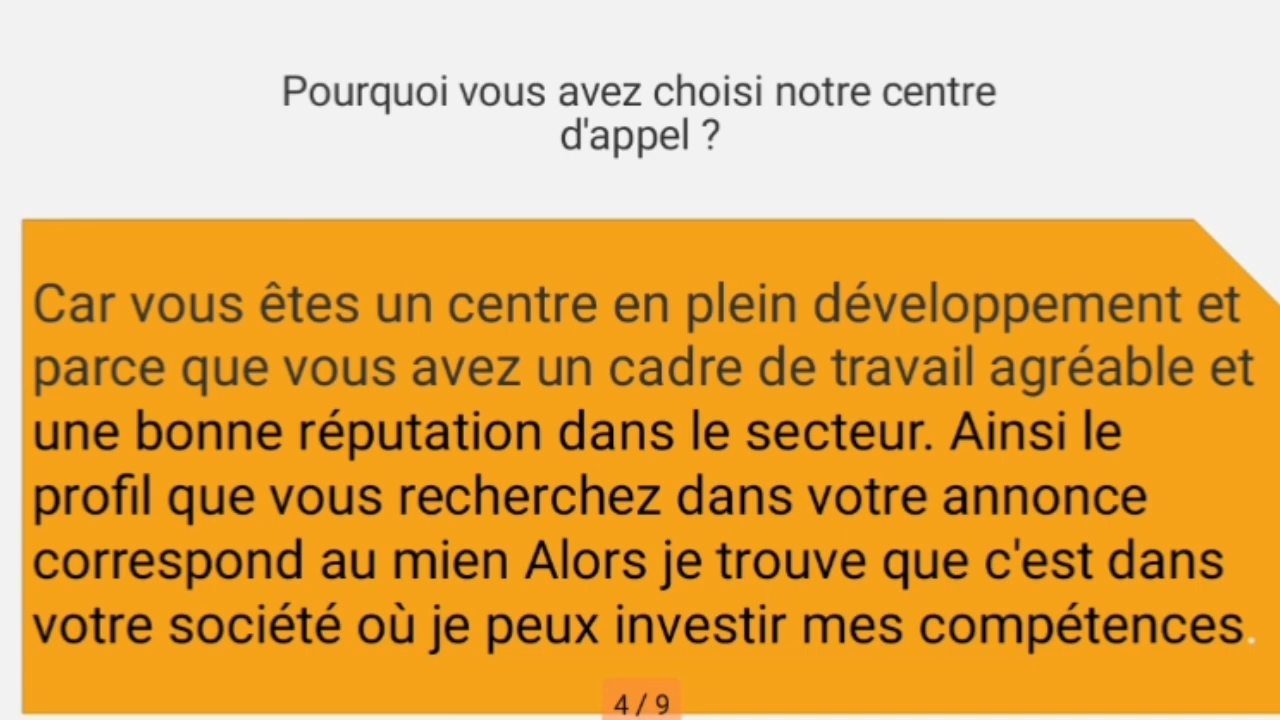 Pourquoi vous avez choisi notre centre
d'appel ?
Car vous êtes un centre en plein développement et
parce que vous avez un cadre de travail agréable et
une bonne réputation dans le secteur. Ainsi le
profil que vous recherchez dans votre annonce
correspond au mien Alors je trouve que c'est dans
votre société où je peux investir mes compétences.
4 / 9